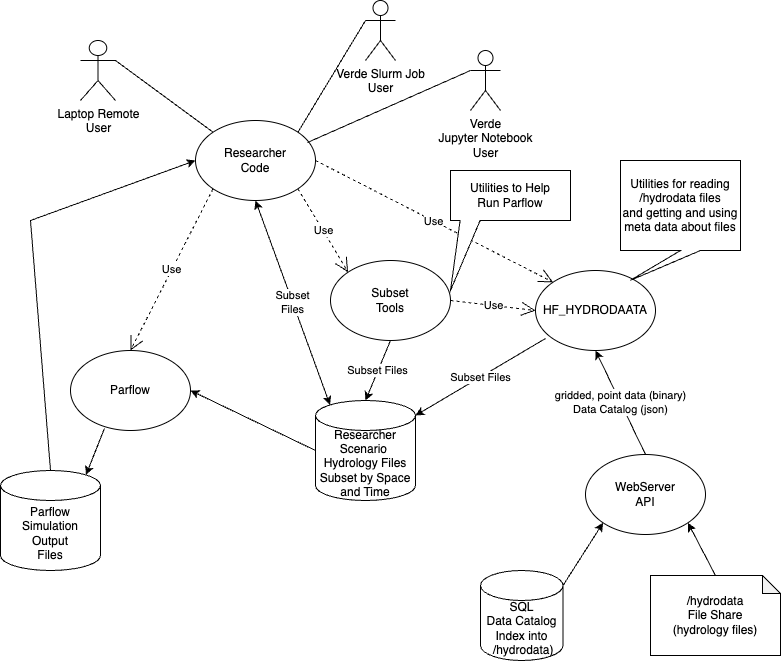 Laptop Remote
User
Verde Slurm Job
User
Verde
Jupyter Notebook
User
Researcher
Code
Utilities to Help
Run Parflow
Utilities for reading
/hydrodata files
and getting and using
meta data about files
Use
Use
Use
Use
Subset
Files
Subset
Tools
HF_HYDRODAATA
Parflow
Subset Files
Subset Files
gridded, point data (binary)
Data Catalog (json)
Researcher
Scenario
Hydrology Files
Subset by Space
and Time
WebServer
API
Parflow
Simulation
Output
Files
SQL
Data Catalog
Index into
/hydrodata)
/hydrodata
File Share
(hydrology files)